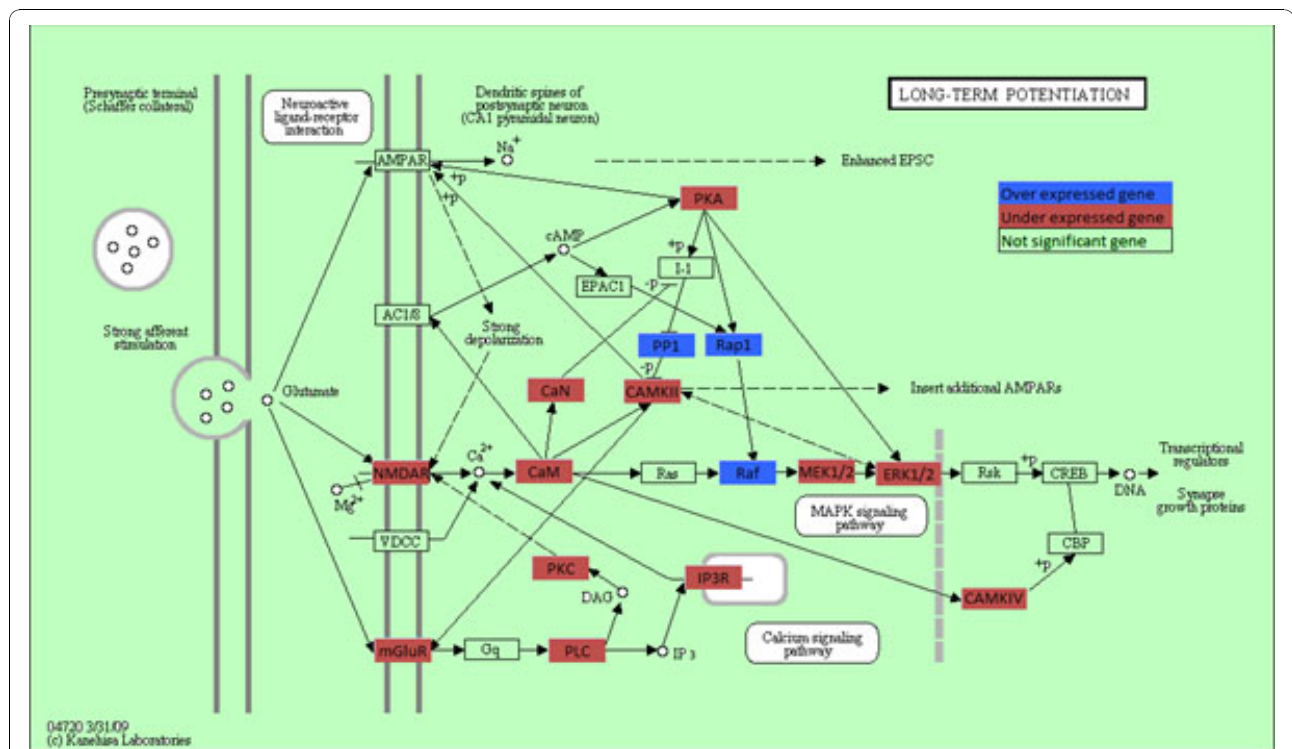 LONG-TERM POTENTIATION
Presynaptic terminal
(Schaffer collateral)
Neuroactive
ligand-receptor
interaction
Dendritic spines of
postsynaptic neuron
(CA1 pyramidal neuron)
AMPAR
Na+
Enhanced EPSC
+p
+p
PKA
Over expressed gene
Under expressed gene
Not significant gene
cAMP
+p
I-1
EPAC1
-p
AC1/8
Strong afferent
stimulation
Strong
depolarization
PP1
Rap1
-p
Glutamate
CaN
CAMKII
Insert additional AMPARs
Ca2+
NMDAR
CaM
Ras
Raf
MEK1/2
ERK1/2
Rsk
+p
CREB
DNA
Transcriptional
regulators
Synapse
growth proteins
Mg2+
MAPK signaling
pathway
VDCC
CBP
+p
PKC
IP3R
DAG
CAMKIV
mGluR
Gq
PLC
IP3
Calcium signaling
pathway
04720 3/31/09
(c) Kanehisa Laboratories